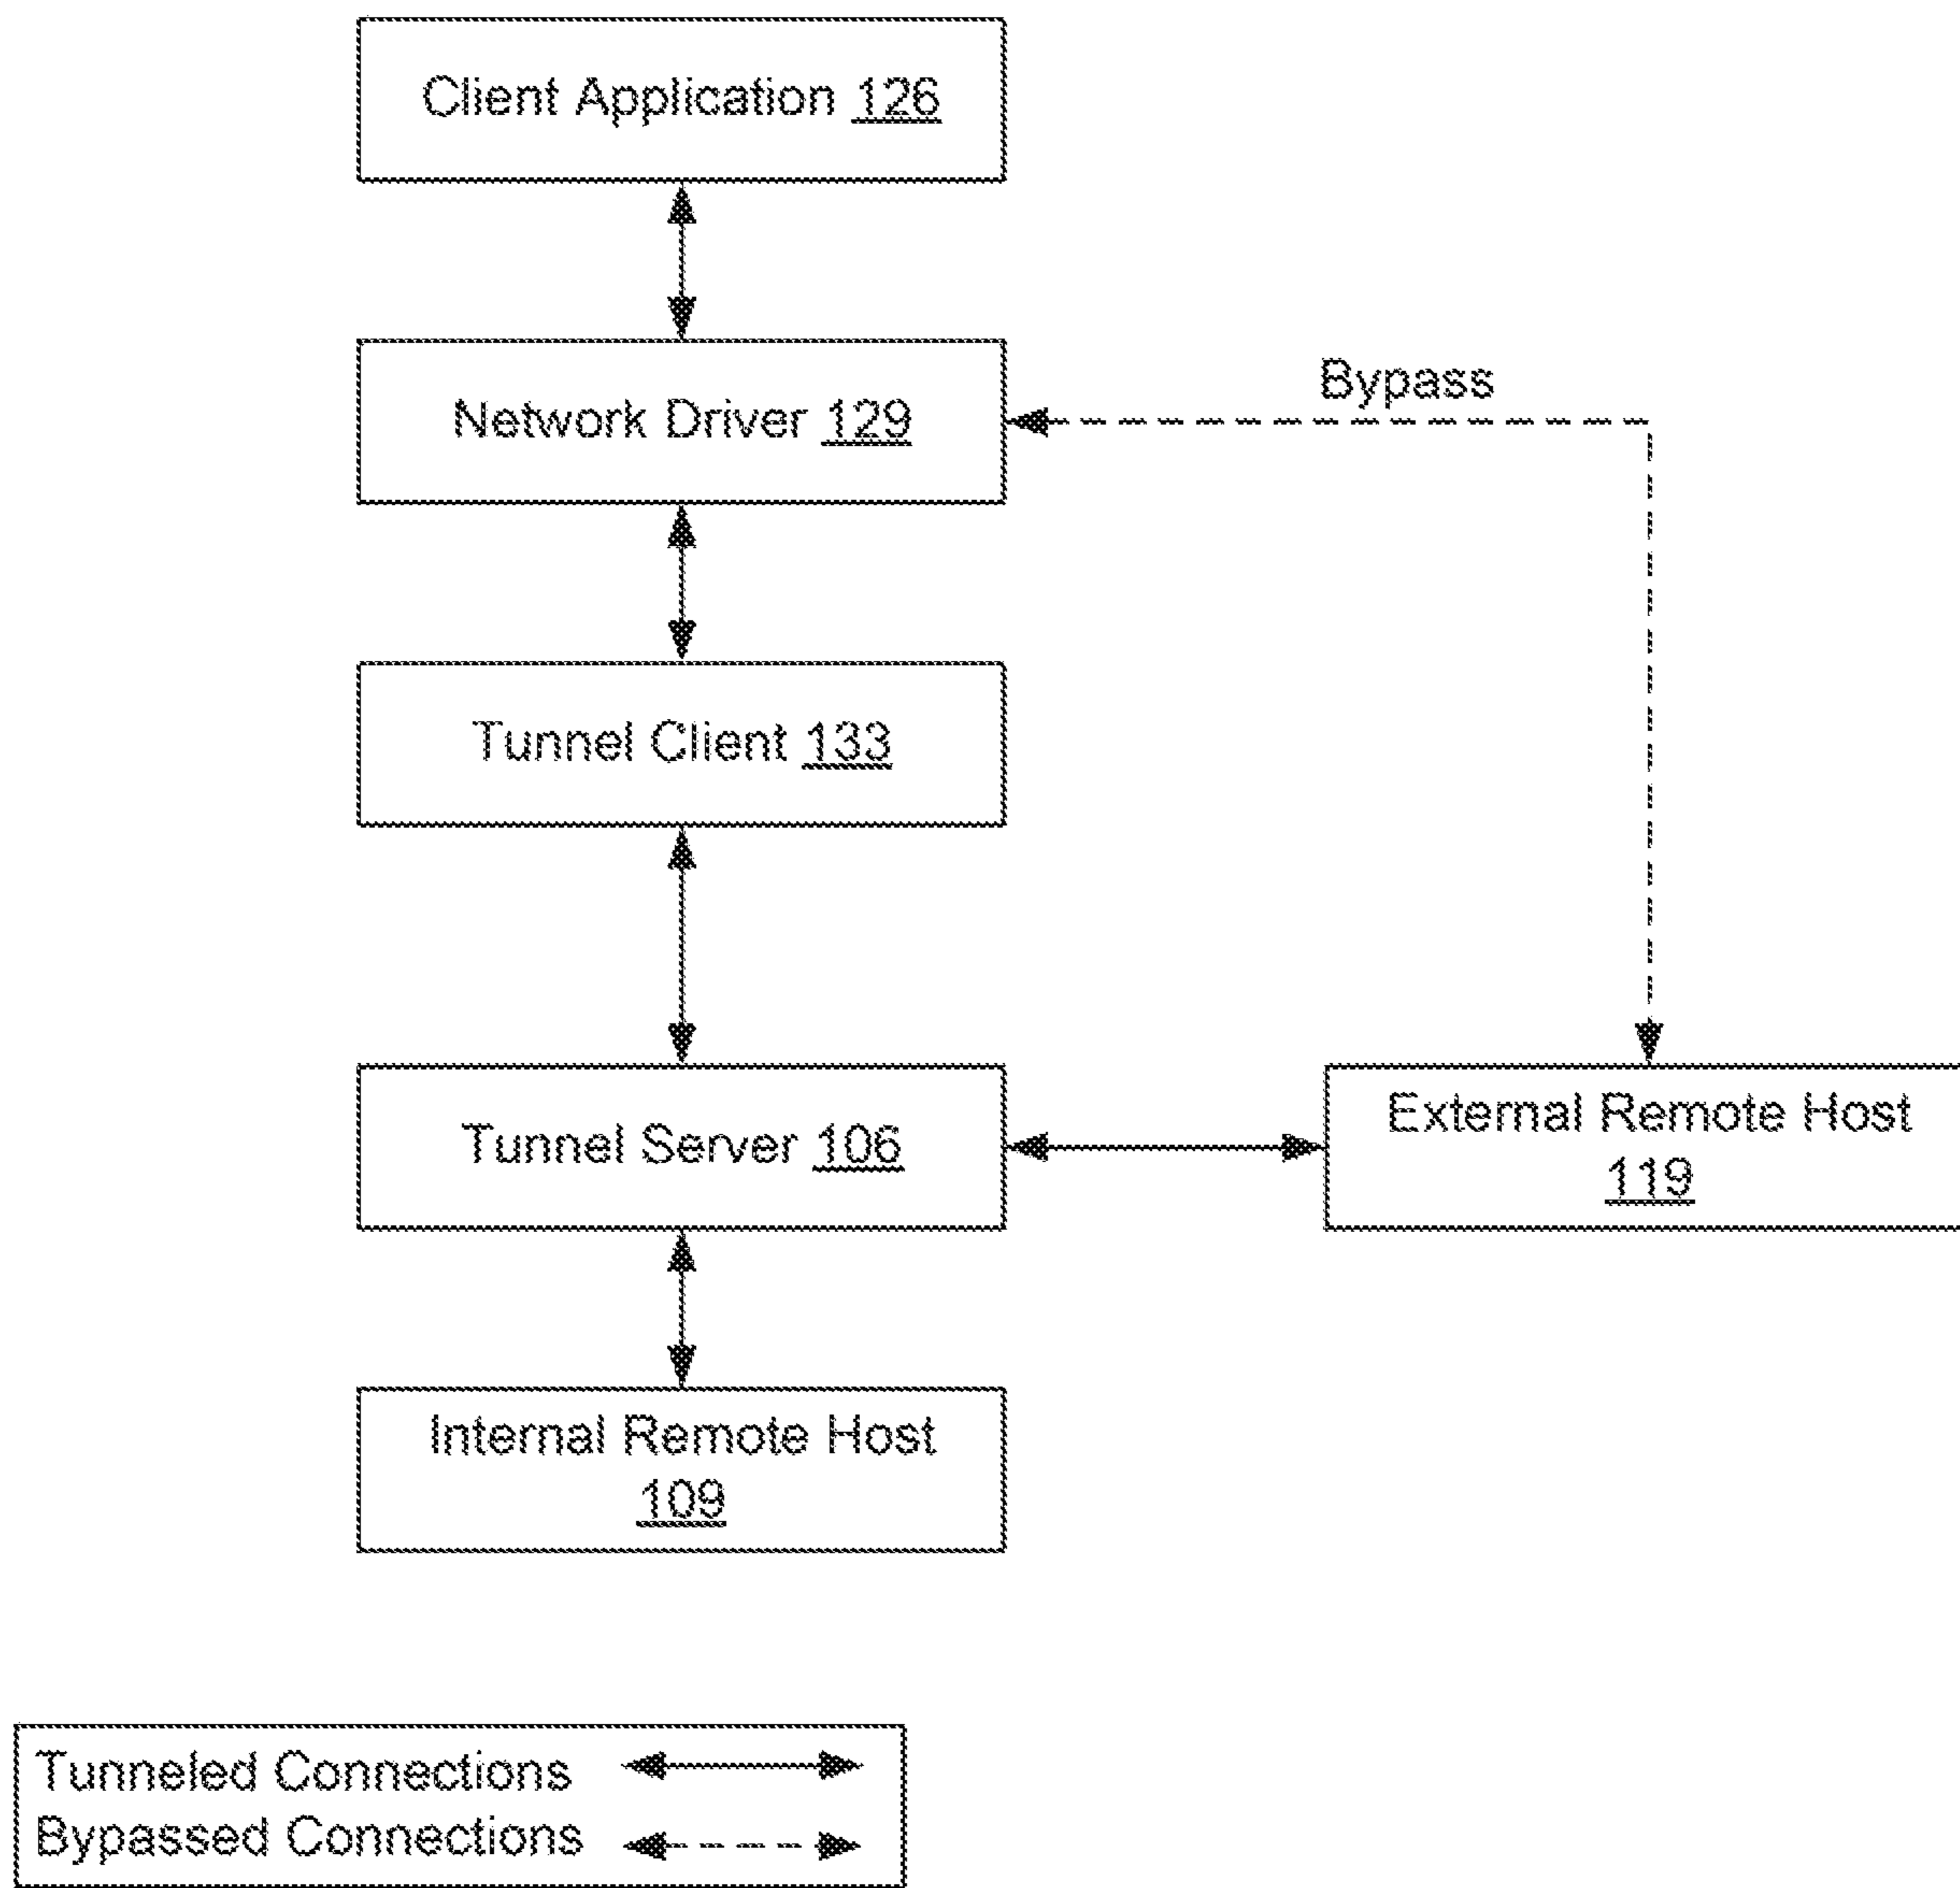 Client Application 126
Network Driver 129
Bypass
Tunnel Client 133
Tunnel Server 106
External Remote Host
119
Internal Remote Host
109
Tunneled Connections
Bypassed Connections